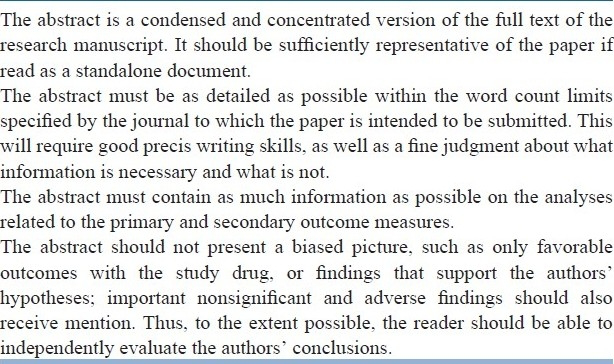 The abstract is a condensed and concentrated version of the full text of the
research manuscript. It should be sufficiently representative of the paper if
read as a standalone document.
The abstract must be as detailed as possible within the word count limits
specified by the journal to which the paper is intended to be submitted. This
will require good precis writing skills, as well as a fine judgment about what
information is necessary and what is not.
The abstract must contain as much information as possible on the analyses
related to the primary and secondary outcome measures.
The abstract should not present a biased picture, such as only favorable
outcomes with the study drug, or findings that support the authors’
hypotheses; important nonsignificant and adverse findings should also
receive mention. Thus, to the extent possible, the reader should be able to
independently evaluate the authors’ conclusions.